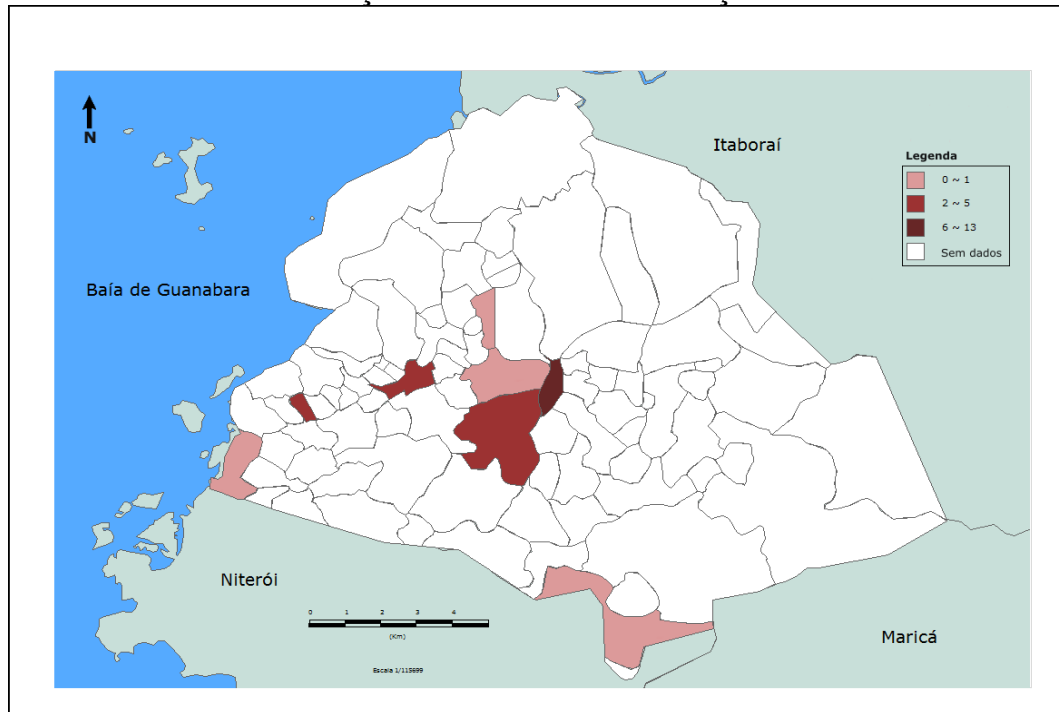 N
Itaboraí
Legenda
0 ~ 1
2 ~ 5
6 ~ 13
Sem dados
Baía de Guanabara
Niterói
0 1 2 3 4
(Km)
Escala 1/115699
Maricá